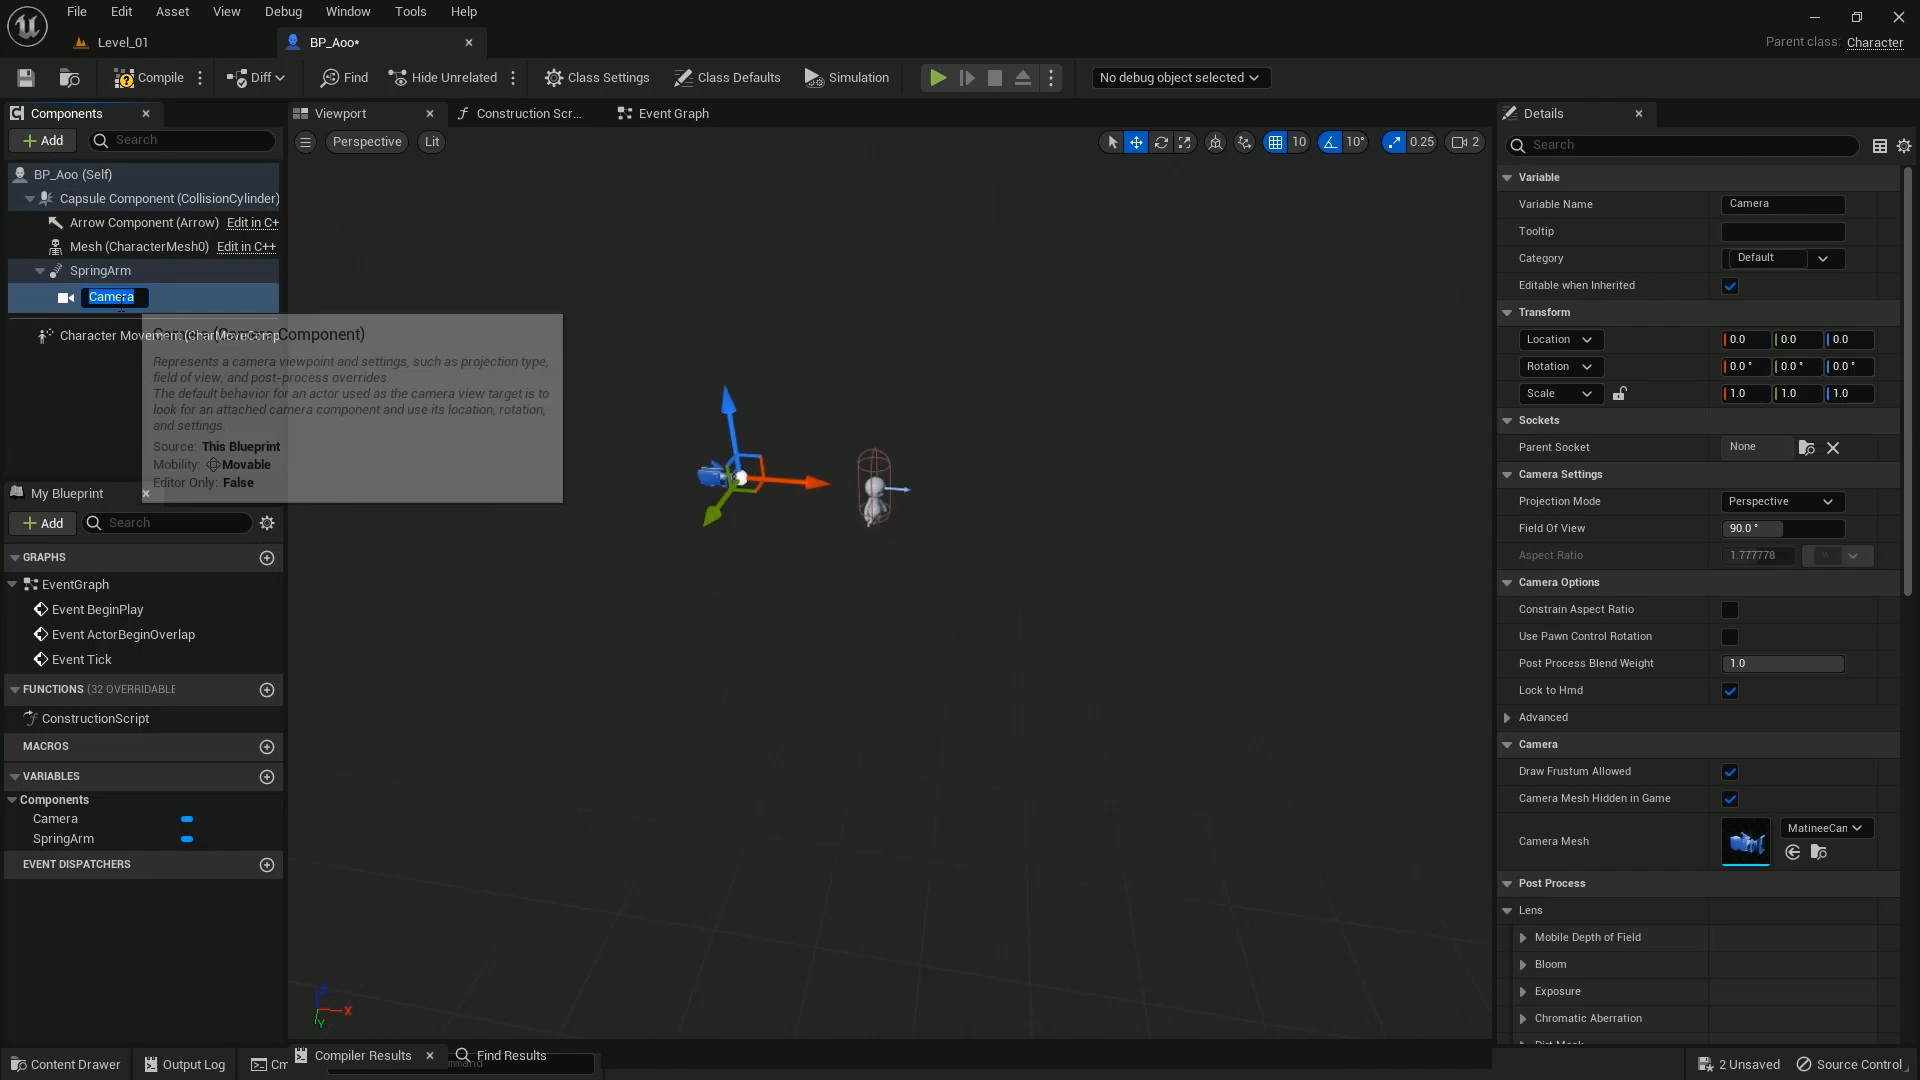 File Edit Asset View Debug Window Tools Help
Level_01
BP_Aoo*
Parent class: Character
Compile
Diff
Find
Hide Unrelated
Class Settings
Class Defaults
Simulation
No debug object selected
Components
Viewport
Construction Scr...
Event Graph
Details
Add
Search
Perspective
Lit
10
10°
0.25
2
Search
BP_Aoo (Self)
Capsule Component (CollisionCylinder)
Arrow Component (Arrow) Edit in C+
Mesh (CharacterMesh0) Edit in C++
SpringArm
Camera
Camera (Camera Component)
Character Movement (CharMoveComp
Represents a camera viewpoint and settings, such as projection type,
field of view, and post-process overrides.
The default behavior for an actor used as the camera view target is to
look for an attached camera component and use its location, rotation,
and settings.
Source: This Blueprint
Mobility: Movable
Editor Only: False
My Blueprint
Add
Search
GRAPHS
EventGraph
Event BeginPlay
Event ActorBeginOverlap
Event Tick
FUNCTIONS (32 OVERRIDABLE
ConstructionScript
MACROS
VARIABLES
Components
Camera
SpringArm
EVENT DISPATCHERS
Z
X
Y
Variable
Variable Name Camera
Tooltip
Category Default
Editable when Inherited
Transform
Location 0.0 0.0 0.0
Rotation 0.0 ° 0.0 ° 0.0 °
Scale 1.0 1.0 1.0
Sockets
Parent Socket None
Camera Settings
Projection Mode Perspective
Field Of View 90.0 °
Aspect Ratio 1.777778
Camera Options
Constrain Aspect Ratio
Use Pawn Control Rotation
Post Process Blend Weight 1.0
Lock to Hmd
Advanced
Camera
Draw Frustum Allowed
Camera Mesh Hidden in Game
Camera Mesh MatineeCan
Post Process
Lens
Mobile Depth of Field
Bloom
Exposure
Chromatic Aberration
Content Drawer
Output Log
Cm
Compiler Results
Find Results
2 Unsaved
Source Control